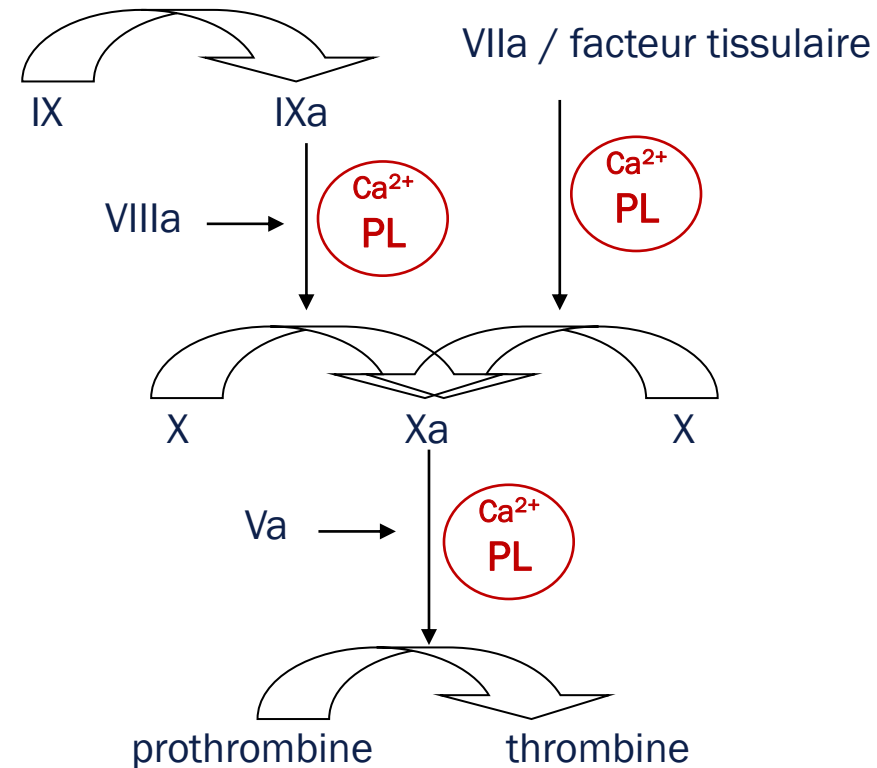 VIIa / facteur tissulaire
IX
IXa
Ca²⁺
PL
Ca²⁺
PL
VIIIa
X
Xa
X
Va
Ca²⁺
PL
prothrombine
thrombine